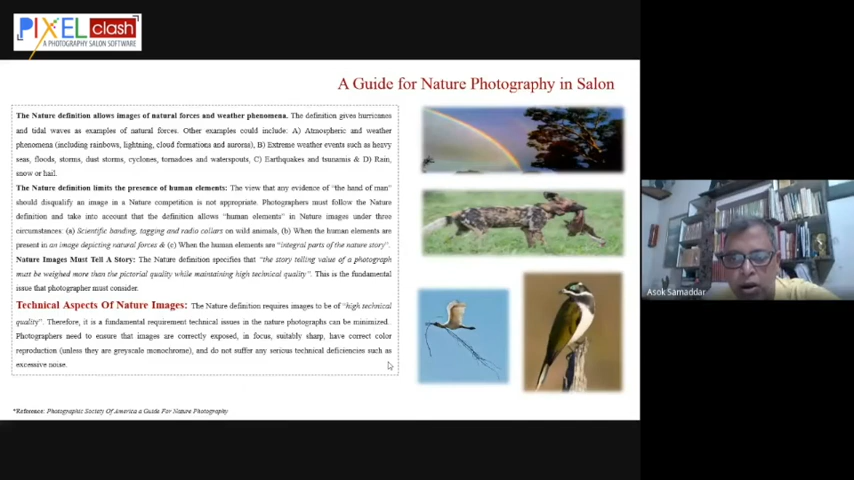 PIXEL clash
A PHOTOGRAPHY SALON SOFTWARE
A Guide for Nature Photography in Salon
The Nature definition allows images of natural forces and weather phenomena. The definition gives hurricanes
and tidal waves as examples of natural forces. Other examples could include: A) Atmospheric and weather
phenomena (including rainbows, lightning, cloud formations and aurora), B) Extreme weather events such as heavy
seas, floods, storms, dust storms, cyclones, tornadoes and waterspouts, C) Earthquakes and tsunamis & D) Rain,
snow or hail.
The Nature definition limits the presence of human elements: The view that any evidence of "the hand of man"
should disqualify an image in a Nature competition is not appropriate. Photographers must follow the Nature
definition and take into account that the definition allows "human elements" in Nature images under three
circumstances: (a) Scientific banding, tagging and radio collars on wild animals, (b) When the human elements are
present in an image depicting natural forces & (c) When the human elements are "integral parts of the nature story".
Nature Images Must Tell A Story: The Nature definition specifies that "the story telling value of a photograph
must be weighed more than the pictorial quality while maintaining high technical quality". This is the fundamental
issue that photographer must consider.
Technical Aspects Of Nature Images: The Nature definition requires images to be of "high technical
quality". Therefore, it is a fundamental requirement technical issues in the nature photographs can be minimized.
Photographers need to ensure that images are correctly exposed, in focus, suitably sharp, have correct color
reproduction (unless they are greyscale monochrome), and do not suffer any serious technical deficiencies such as
excessive noise.
*Reference: Photographic Society Of America a Guide For Nature Photography
Asok Samaddar